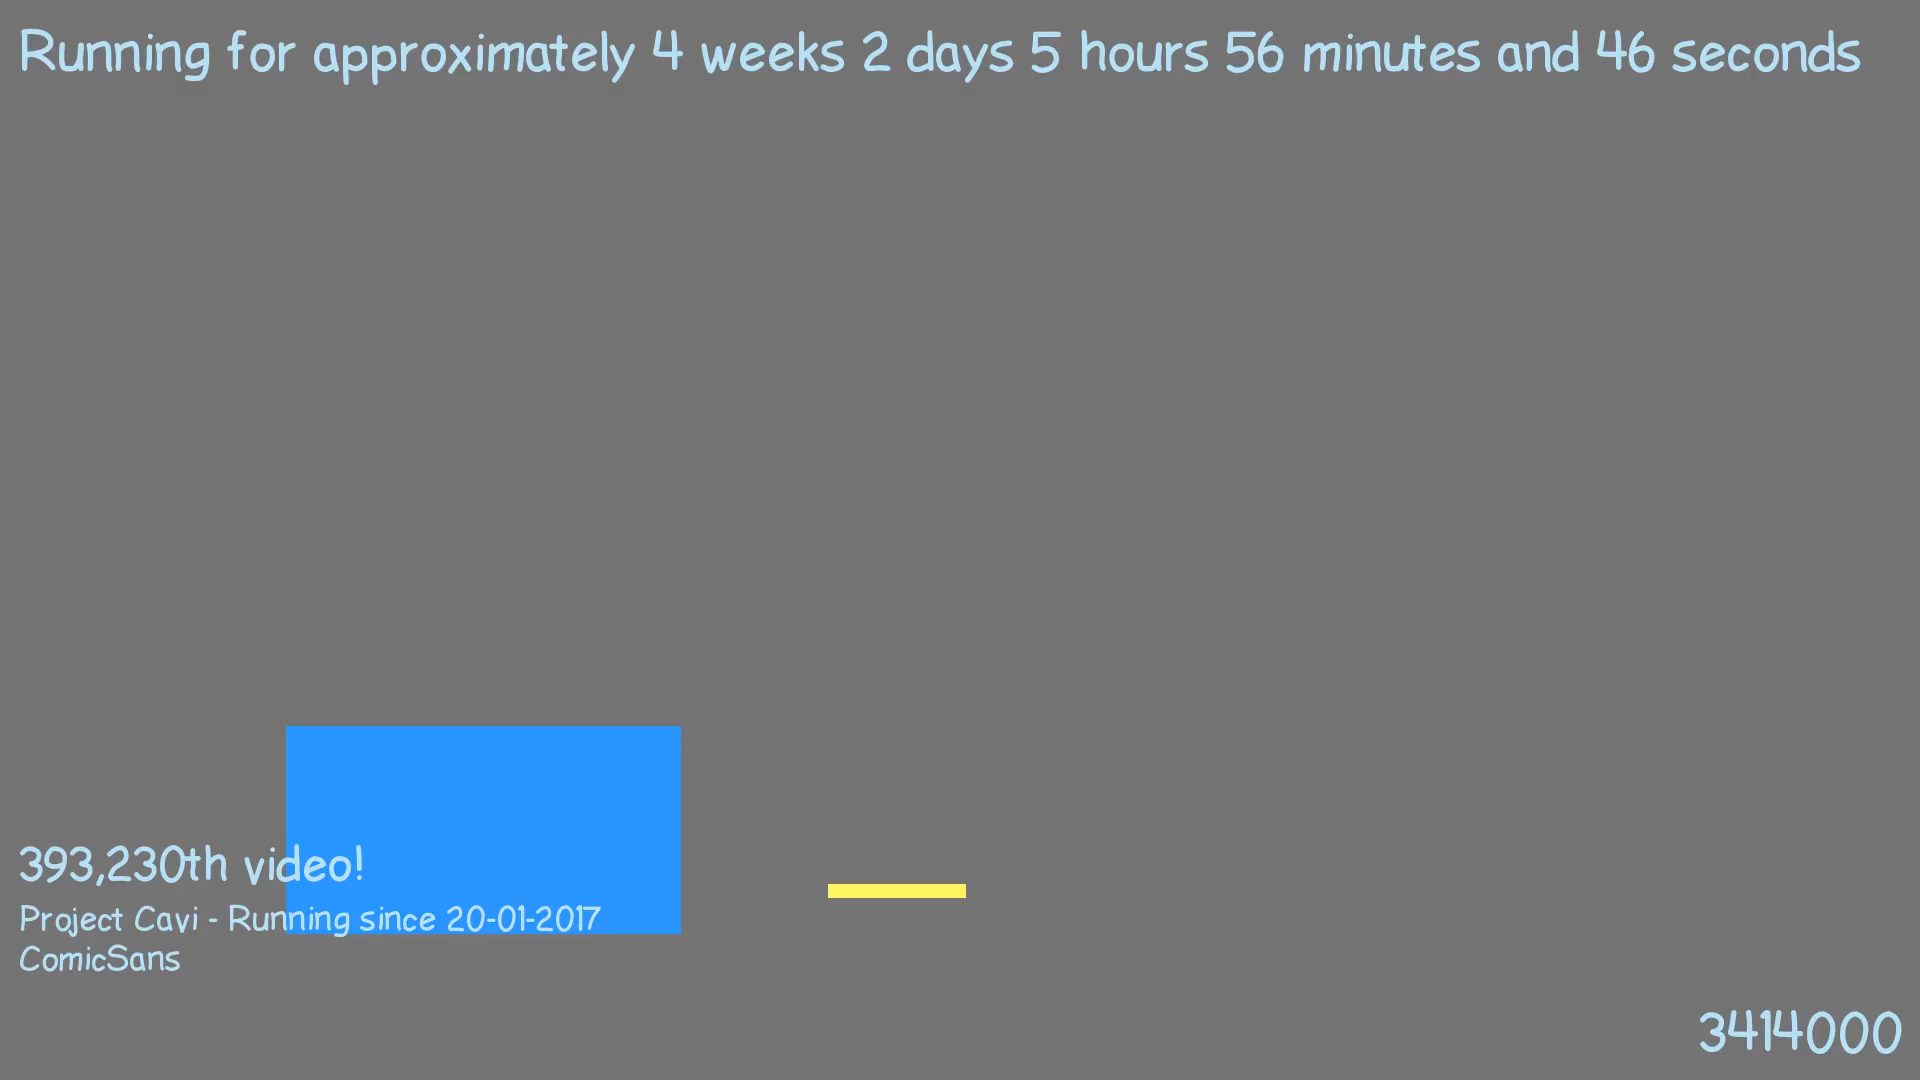 Running for approximately 4 weeks 2 days 5 hours 56 minutes and 46 seconds
393,230th video!
Project Cavi - Running since 20-01-2017
ComicSans
3414000